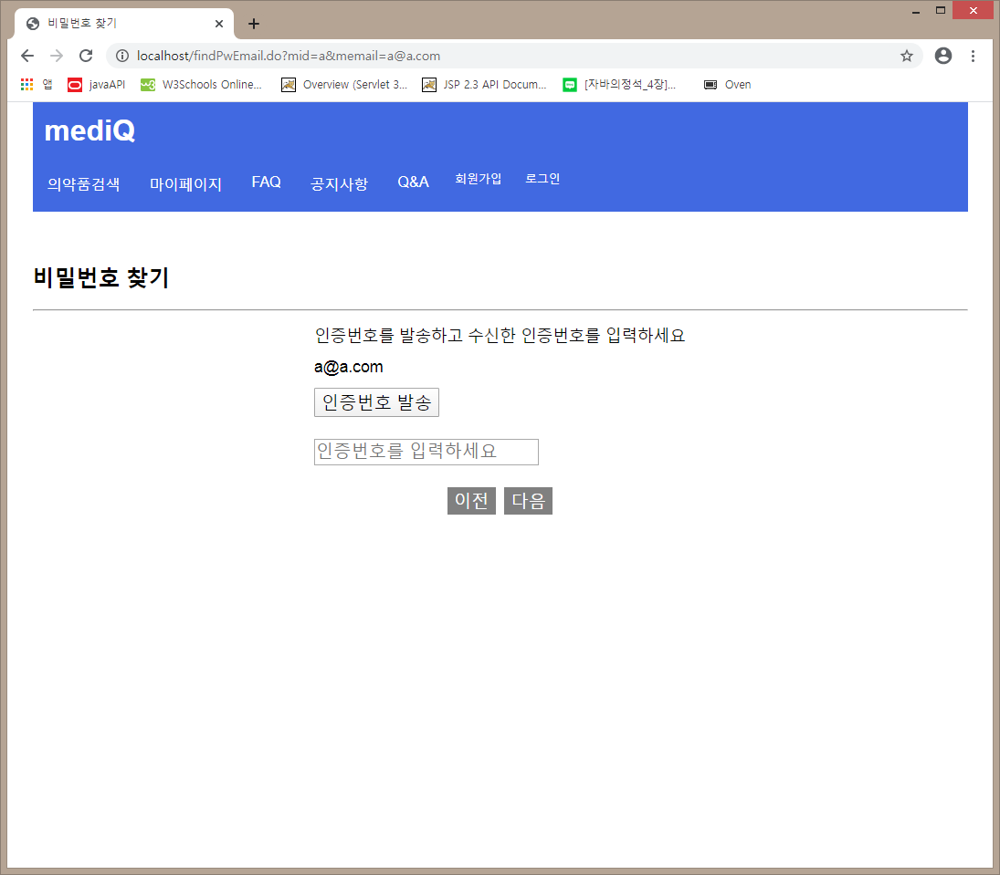 비밀번호 찾기
localhost/findPwEmail.do?mid=a&memail=a@a.com
앱 javaAPI W3Schools Online... Overview (Servlet 3... JSP 2.3 API Docum... [자바의정석_4장]... Oven
mediQ
의약품검색 마이페이지 FAQ 공지사항 Q&A 회원가입 로그인
비밀번호 찾기
인증번호를 발송하고 수신한 인증번호를 입력하세요
a@a.com
인증번호 발송
인증번호를 입력하세요
이전 다음